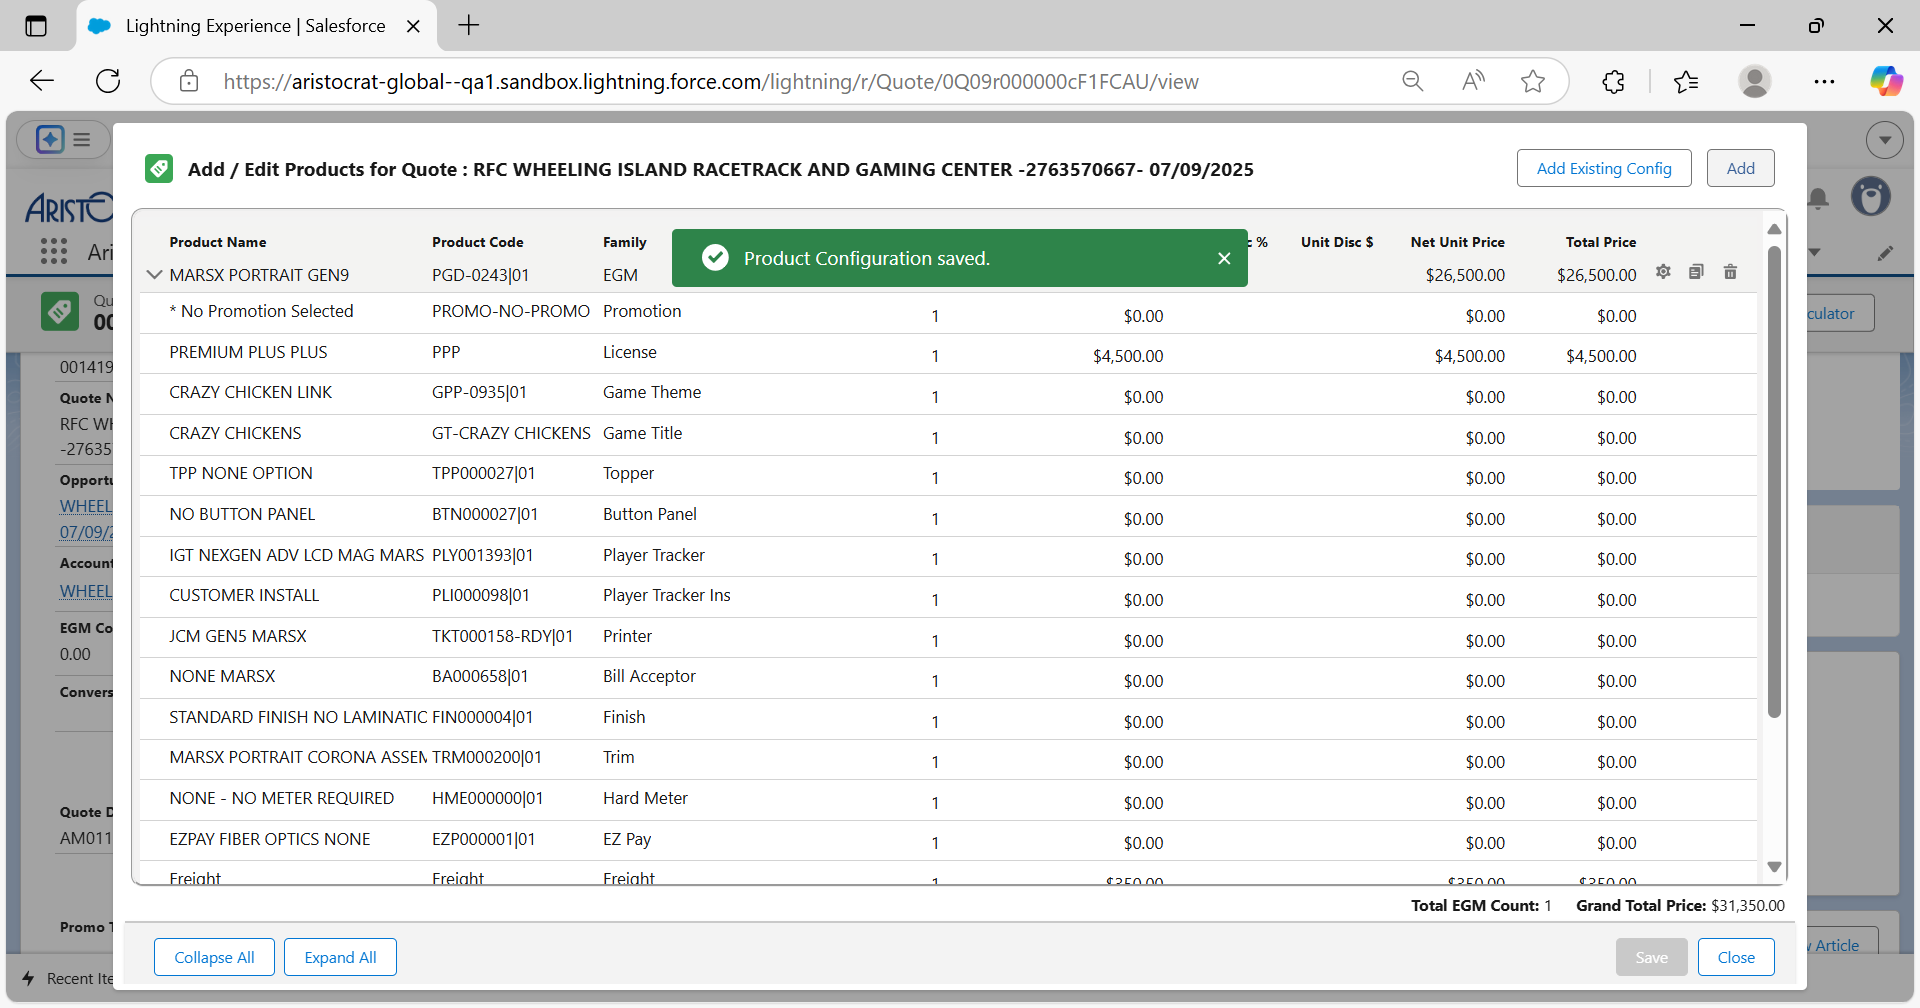 Lightning Experience | Salesforce
https://aristocrat-global--qa1.sandbox.lightning.force.com/lightning/r/Quote/0Q09r000000cF1FCAU/view
Add / Edit Products for Quote : RFC WHEELING ISLAND RACETRACK AND GAMING CENTER -2763570667- 07/09/2025
Add Existing Config
Add
Product Name Product Code Family c % Unit Disc $ Net Unit Price Total Price
Product Configuration saved.
MARSX PORTRAIT GEN9 PGD-0243|01 EGM $26,500.00 $26,500.00
* No Promotion Selected PROMO-NO-PROMO Promotion 1 $0.00 $0.00 $0.00
PREMIUM PLUS PLUS PPP License 1 $4,500.00 $4,500.00 $4,500.00
CRAZY CHICKEN LINK GPP-0935|01 Game Theme 1 $0.00 $0.00 $0.00
CRAZY CHICKENS GT-CRAZY CHICKENS Game Title 1 $0.00 $0.00 $0.00
TPP NONE OPTION TPP000027|01 Topper 1 $0.00 $0.00 $0.00
NO BUTTON PANEL BTN000027|01 Button Panel 1 $0.00 $0.00 $0.00
IGT NEXGEN ADV LCD MAG MARS PLY001393|01 Player Tracker 1 $0.00 $0.00 $0.00
CUSTOMER INSTALL PLI000098|01 Player Tracker Ins 1 $0.00 $0.00 $0.00
JCM GEN5 MARSX TKT000158-RDY|01 Printer 1 $0.00 $0.00 $0.00
NONE MARSX BA000658|01 Bill Acceptor 1 $0.00 $0.00 $0.00
STANDARD FINISH NO LAMINATIC FIN000004|01 Finish 1 $0.00 $0.00 $0.00
MARSX PORTRAIT CORONA ASSEM TRM000200|01 Trim 1 $0.00 $0.00 $0.00
NONE - NO METER REQUIRED HME000000|01 Hard Meter 1 $0.00 $0.00 $0.00
EZPAY FIBER OPTICS NONE EZP000001|01 EZ Pay 1 $0.00 $0.00 $0.00
Freight Freight Freight 1 $350.00 $350.00 $350.00
Total EGM Count: 1 Grand Total Price: $31,350.00
Collapse All
Expand All
Save
Close
ARISTO
Ari
Qu
00
001419
Quote N
RFC WH
-27635
Opportu
WHEEL
07/09/2
Account
WHEEL
EGM Co
0.00
Convers
Quote D
AM011
Promo T
Recent Ite
culator
w Article